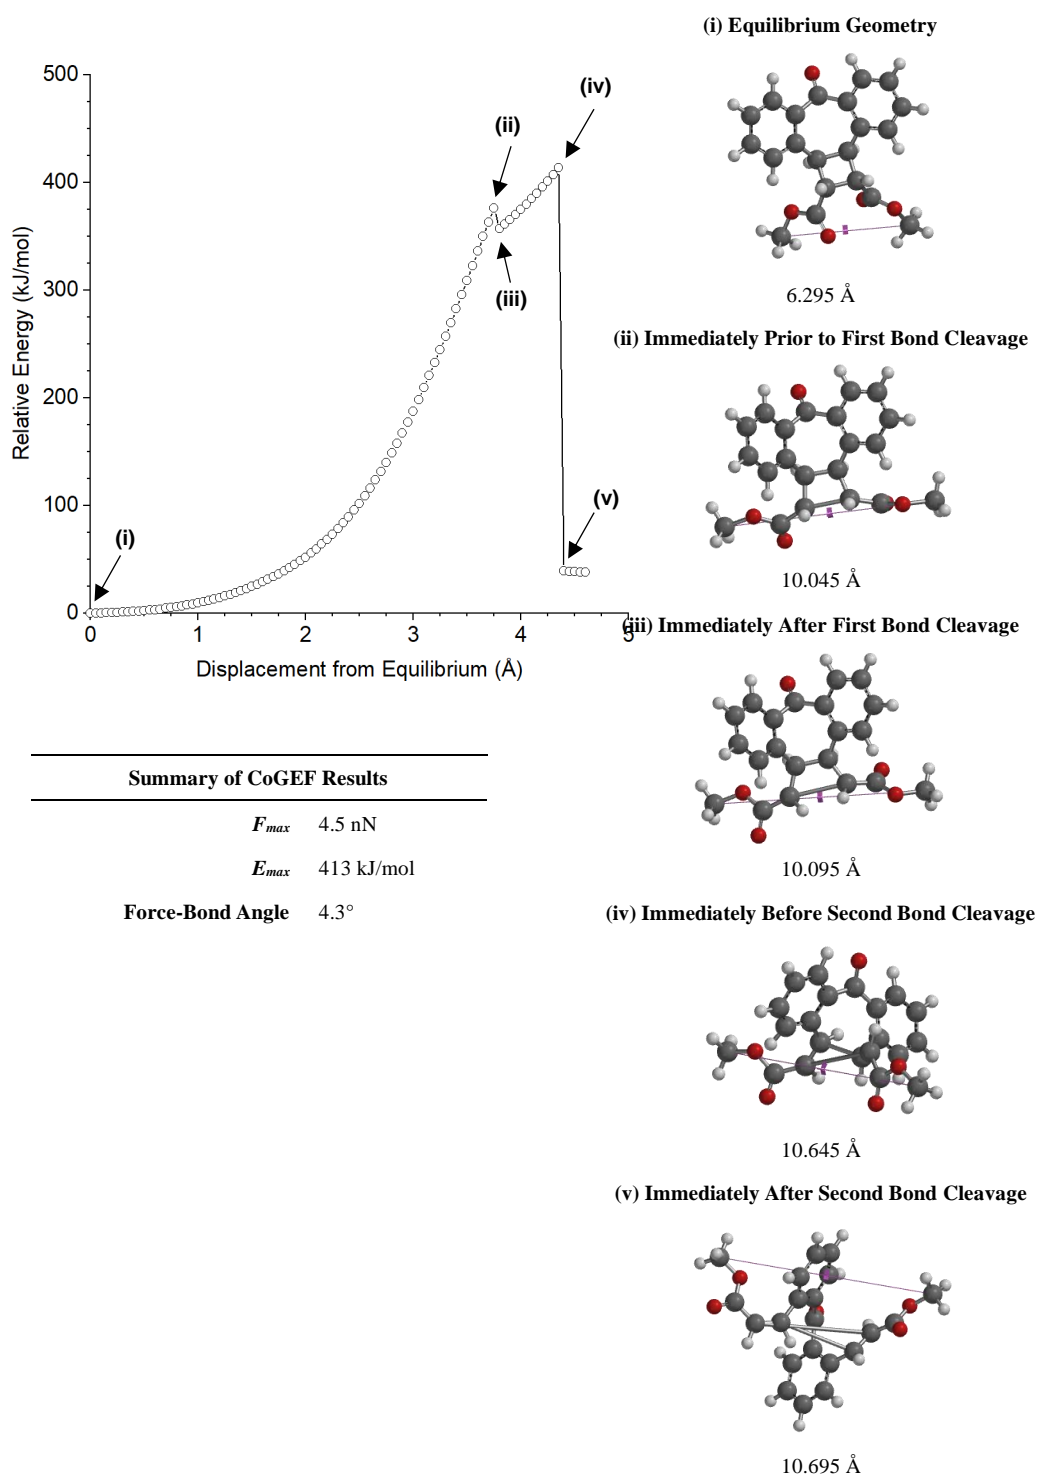 (i) Equilibrium Geometry
500
400
300
200
100
0
Relative Energy (kJ/mol)
0
1
2
3
4
5
Displacement from Equilibrium (Å)
(i)
(ii)
(iii)
(iv)
(v)
6.295 Å
(ii) Immediately Prior to First Bond Cleavage
10.045 Å
(iii) Immediately After First Bond Cleavage
10.095 Å
(iv) Immediately Before Second Bond Cleavage
10.645 Å
(v) Immediately After Second Bond Cleavage
10.695 Å
Summary of CoGEF Results
Fmax 4.5 nN
Emax 413 kJ/mol
Force-Bond Angle 4.3°